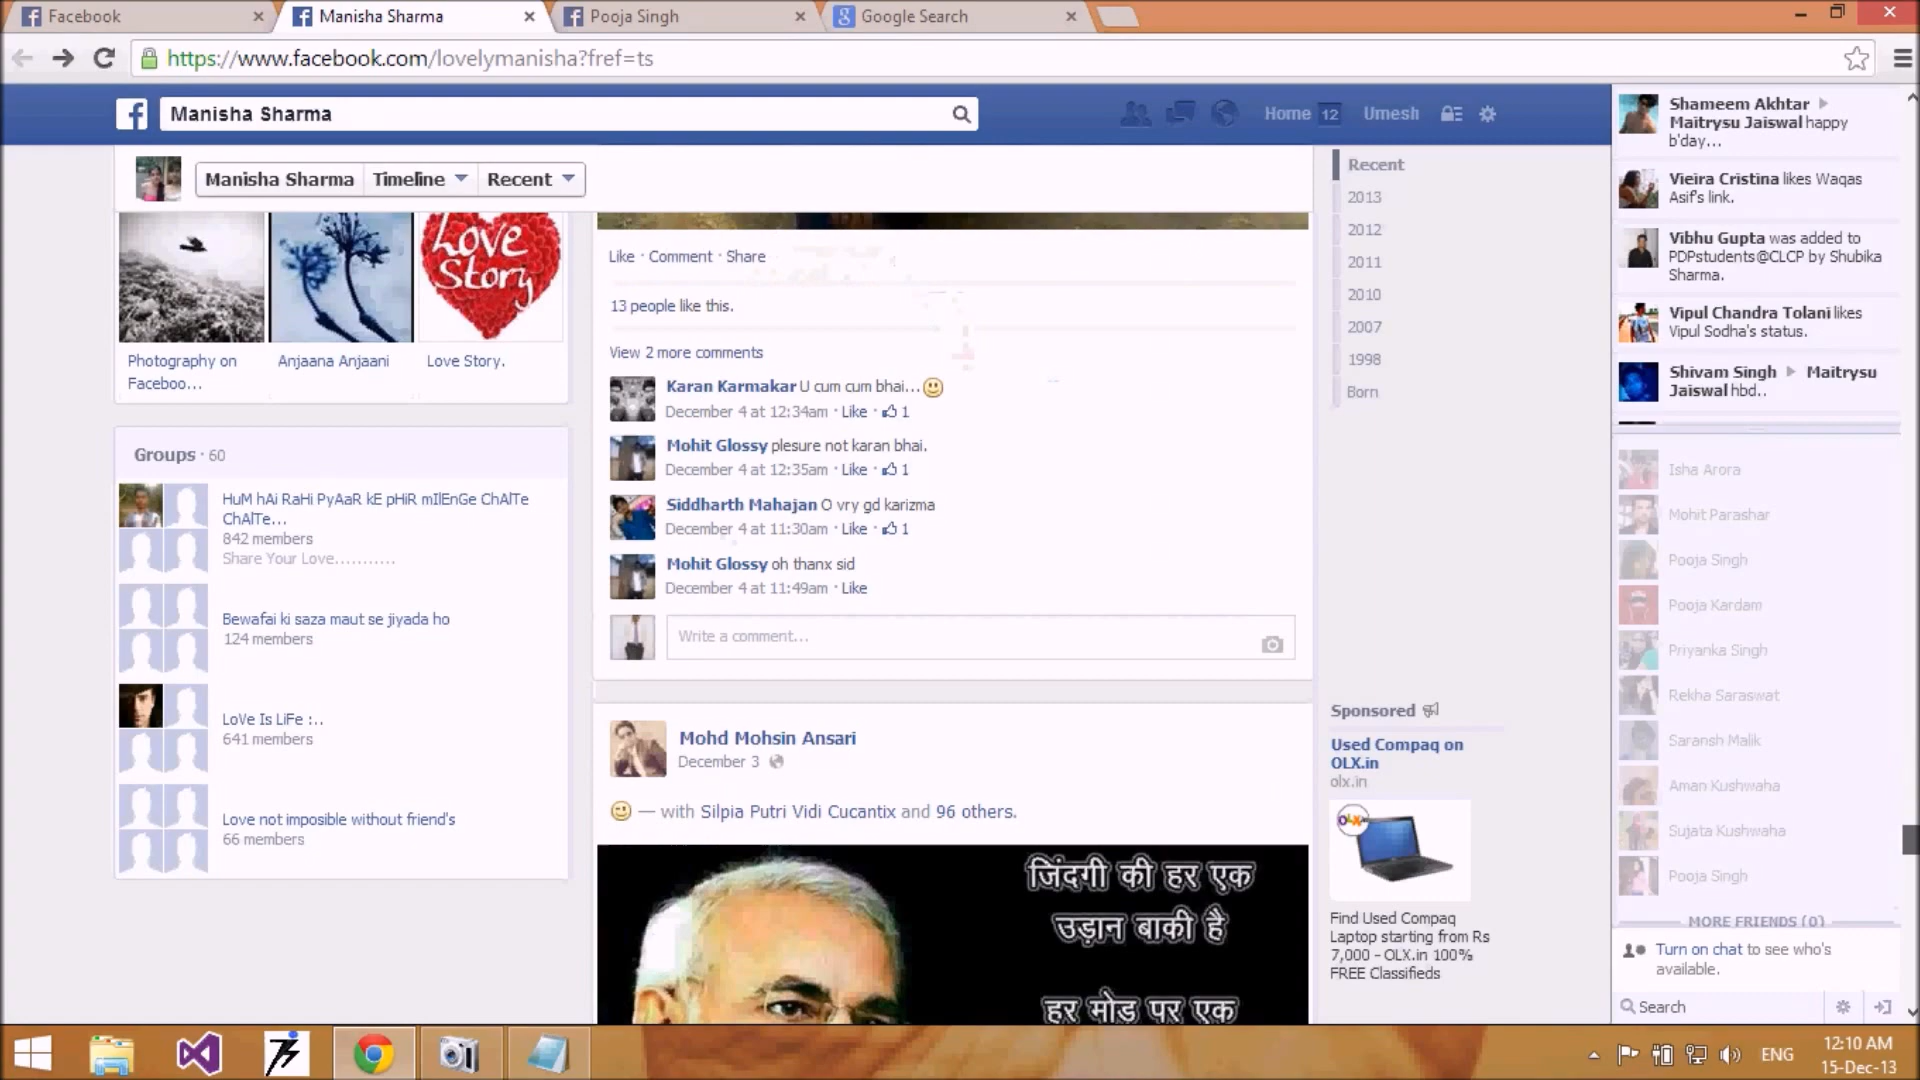 Facebook
Manisha Sharma
Pooja Singh
Google Search
https://www.facebook.com/lovelymanisha?fref=ts
Manisha Sharma
Home 12 Umesh
Manisha Sharma Timeline Recent
Photography on
Faceboo...
Anjaana Anjaani
Love
Story
Love Story.
Groups · 60
HuM hAi RaHi PyAaR kE pHiR mIlEnGe ChAlTe
ChAlTe...
842 members
Share Your Love...........
Bewafai ki saza maut se jiyada ho
124 members
LoVe Is LiFe :..
641 members
Love not imposible without friend's
66 members
Like · Comment · Share
13 people like this.
View 2 more comments
Karan Karmakar U cum cum bhai...
December 4 at 12:34am · Like · 1
Mohit Glossy plesure not karan bhai.
December 4 at 12:35am · Like · 1
Siddharth Mahajan O vry gd karizma
December 4 at 11:30am · Like · 1
Mohit Glossy oh thanx sid
December 4 at 11:49am · Like
Write a comment...
Mohd Mohsin Ansari
December 3
— with Silpia Putri Vidi Cucantix and 96 others.
जिंदगी की हर एक
उड़ान बाकी है
हर मोड़ पर एक
Recent
2013
2012
2011
2010
2007
1998
Born
Sponsored
Used Compaq on
OLX.in
olx.in
OLX
Find Used Compaq
Laptop starting from Rs
7,000 - OLX.in 100%
FREE Classifieds
Shameem Akhtar
Maitrysu Jaiswal happy
b'day...
Vieira Cristina likes Waqas
Asif's link.
Vibhu Gupta was added to
PDPstudents@CLCP by Shubika
Sharma.
Vipul Chandra Tolani likes
Vipul Sodha's status.
Shivam Singh Maitrysu
Jaiswal hbd..
Isha Arora
Mohit Parashar
Pooja Singh
Pooja Kardam
Priyanka Singh
Rekha Saraswat
Saransh Malik
Aman Kushwaha
Sujata Kushwaha
Pooja Singh
MORE FRIENDS (0)
Turn on chat to see who's
available.
Search
ENG
12:10 AM
15-Dec-13